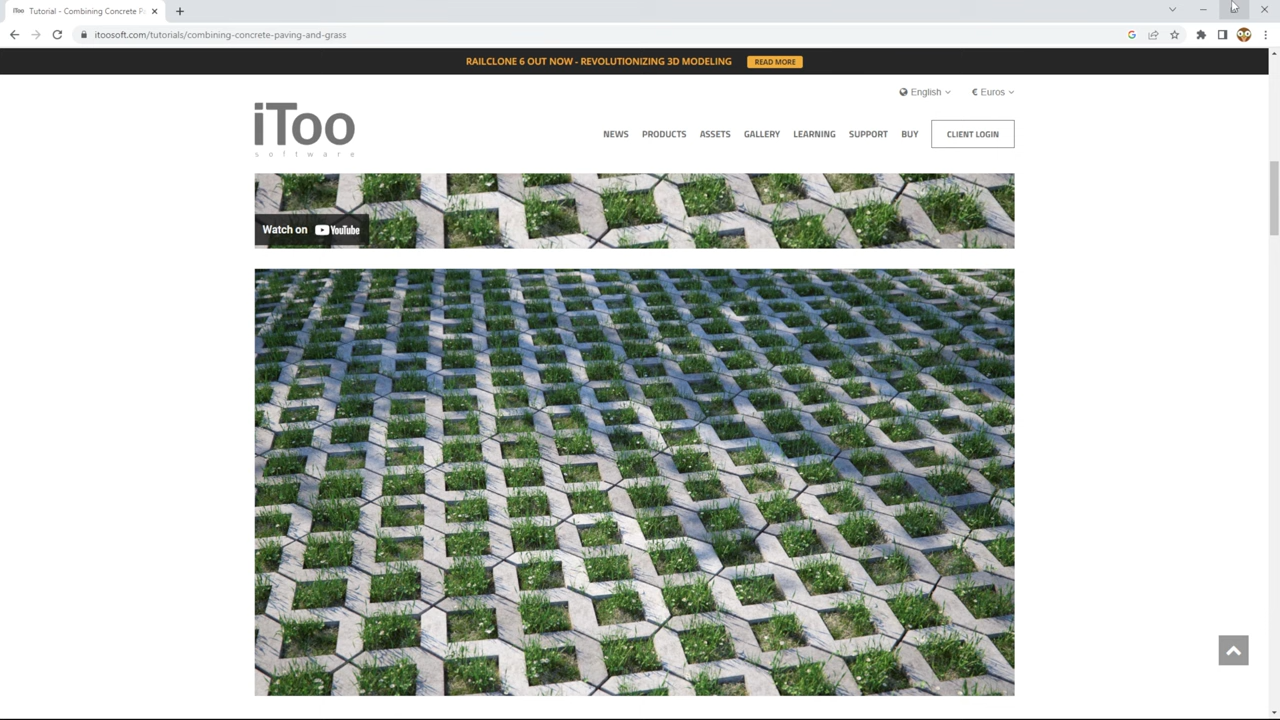 iToo Tutorial - Combining Concrete P
itoosoft.com/tutorials/combining-concrete-paving-and-grass
RAILCLONE 6 OUT NOW - REVOLUTIONIZING 3D MODELING READ MORE
English € Euros
iToo
software
NEWS PRODUCTS ASSETS GALLERY LEARNING SUPPORT BUY CLIENT LOGIN
Watch on YouTube